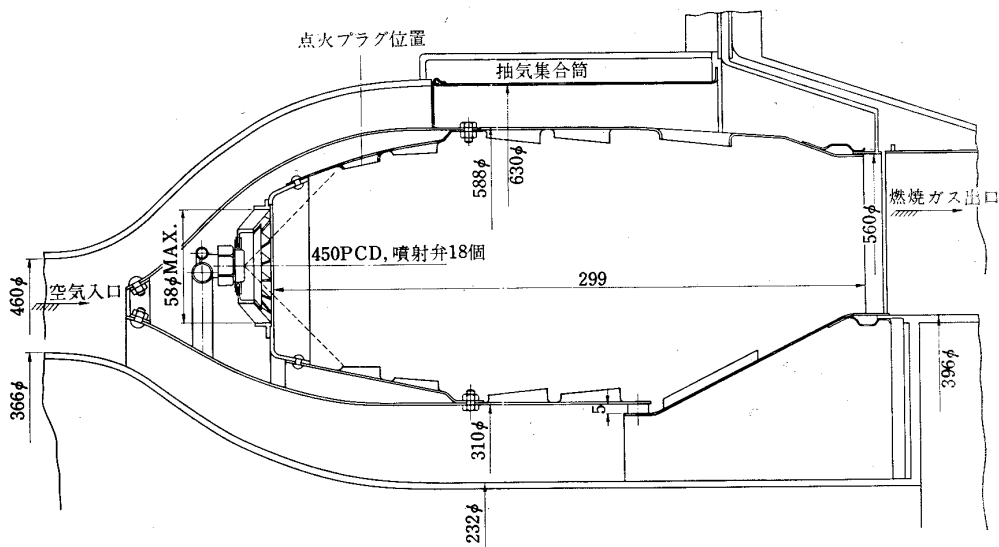 点火プラグ位置
抽気集合筒
588φ
630φ
燃焼ガス出口
560φ
58φMAX.
450PCD, 噴射弁18個
299
460φ
空気入口
366φ
396φ
5
310φ
232φ